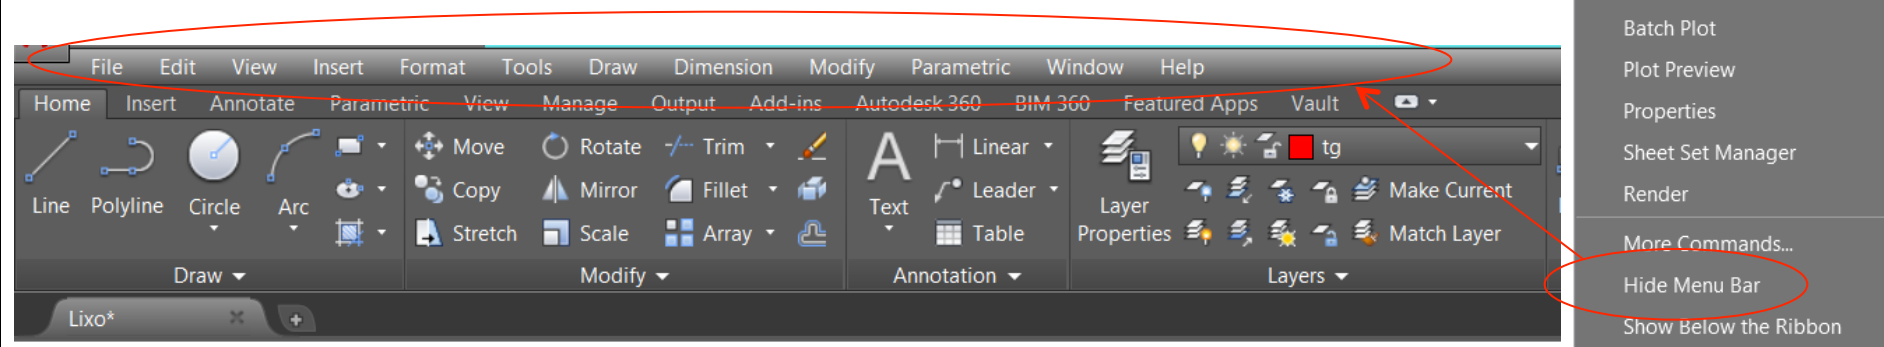 File Edit View Insert Format Tools Draw Dimension Modify Parametric Window Help
Home Insert Annotate Parametric View Manage Output Add-ins Autodesk 360 BIM 360 Featured Apps Vault
Move Rotate Trim Linear tg
Copy Mirror Fillet Leader Make Current
Line Polyline Circle Arc Text Layer
Stretch Scale Array Table Properties Match Layer
Draw Modify Annotation Layers
Lixo*
Batch Plot
Plot Preview
Properties
Sheet Set Manager
Render
More Commands...
Hide Menu Bar
Show Below the Ribbon